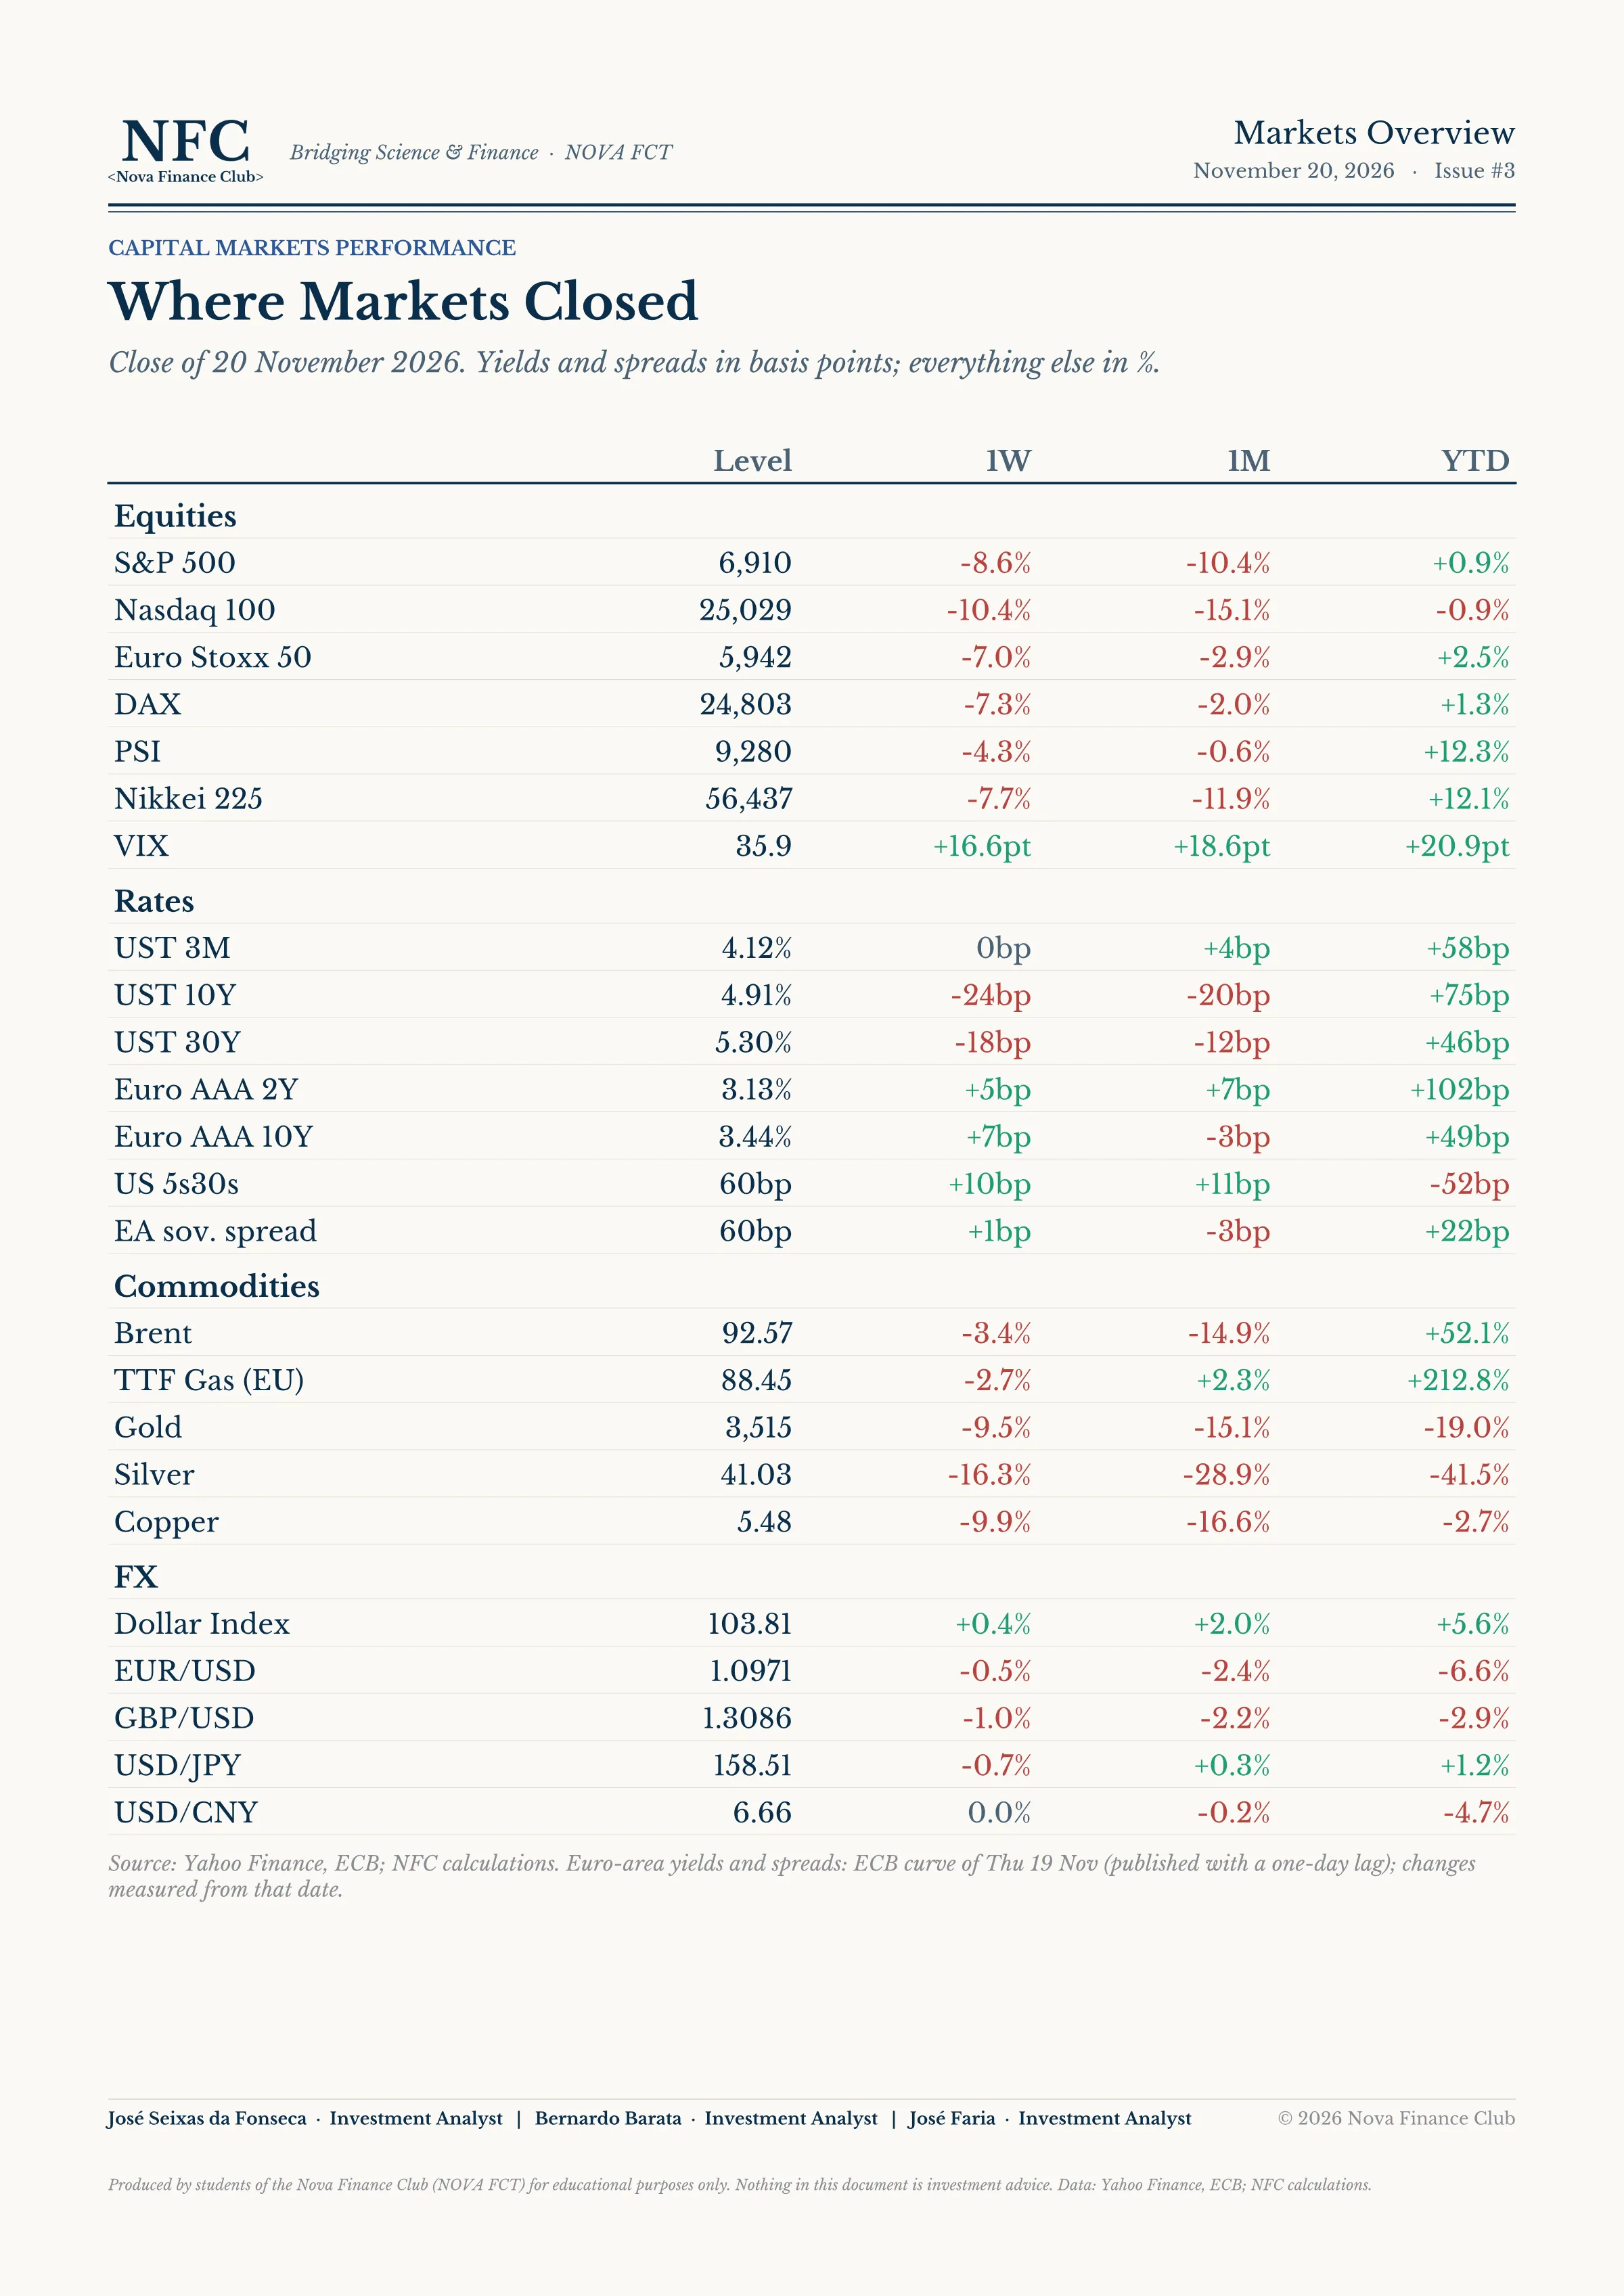 NFC
<Nova Finance Club>
Bridging Science & Finance · NOVA FCT
Markets Overview
November 20, 2026 · Issue #3
CAPITAL MARKETS PERFORMANCE
Where Markets Closed
Close of 20 November 2026. Yields and spreads in basis points; everything else in %.
Level 1W 1M YTD
Equities
S&P 500 6,910 -8.6% -10.4% +0.9%
Nasdaq 100 25,029 -10.4% -15.1% -0.9%
Euro Stoxx 50 5,942 -7.0% -2.9% +2.5%
DAX 24,803 -7.3% -2.0% +1.3%
PSI 9,280 -4.3% -0.6% +12.3%
Nikkei 225 56,437 -7.7% -11.9% +12.1%
VIX 35.9 +16.6pt +18.6pt +20.9pt
Rates
UST 3M 4.12% 0bp +4bp +58bp
UST 10Y 4.91% -24bp -20bp +75bp
UST 30Y 5.30% -18bp -12bp +46bp
Euro AAA 2Y 3.13% +5bp +7bp +102bp
Euro AAA 10Y 3.44% +7bp -3bp +49bp
US 5s30s 60bp +10bp +11bp -52bp
EA sov. spread 60bp +1bp -3bp +22bp
Commodities
Brent 92.57 -3.4% -14.9% +52.1%
TTF Gas (EU) 88.45 -2.7% +2.3% +212.8%
Gold 3,515 -9.5% -15.1% -19.0%
Silver 41.03 -16.3% -28.9% -41.5%
Copper 5.48 -9.9% -16.6% -2.7%
FX
Dollar Index 103.81 +0.4% +2.0% +5.6%
EUR/USD 1.0971 -0.5% -2.4% -6.6%
GBP/USD 1.3086 -1.0% -2.2% -2.9%
USD/JPY 158.51 -0.7% +0.3% +1.2%
USD/CNY 6.66 0.0% -0.2% -4.7%
Source: Yahoo Finance, ECB; NFC calculations. Euro-area yields and spreads: ECB curve of Thu 19 Nov (published with a one-day lag); changes
measured from that date.
José Seixas da Fonseca · Investment Analyst | Bernardo Barata · Investment Analyst | José Faria · Investment Analyst © 2026 Nova Finance Club
Produced by students of the Nova Finance Club (NOVA FCT) for educational purposes only. Nothing in this document is investment advice. Data: Yahoo Finance, ECB; NFC calculations.